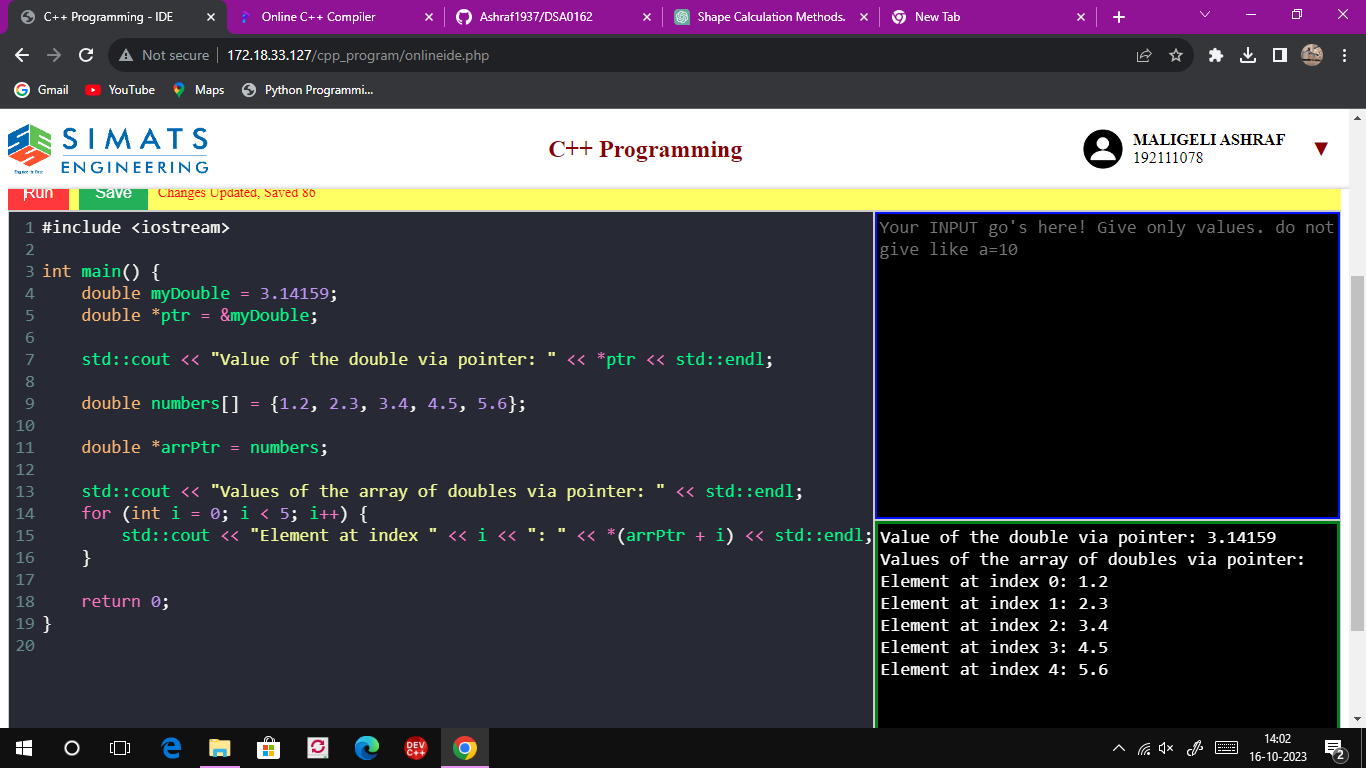 C++ Programming - IDE
Online C++ Compiler
Ashraf1937/DSA0162
Shape Calculation Methods.
New Tab
Not secure
172.18.33.127/cpp_program/onlineide.php
Gmail
YouTube
Maps
Python Programmi...
SIMATS
ENGINEERING
C++ Programming
MALIGELI ASHRAF
192111078
Run
Save
Changes Updated, Saved 86
1 #include <iostream>
2
3 int main() {
4     double myDouble = 3.14159;
5     double *ptr = &myDouble;
6
7     std::cout << "Value of the double via pointer: " << *ptr << std::endl;
8
9     double numbers[] = {1.2, 2.3, 3.4, 4.5, 5.6};
10
11     double *arrPtr = numbers;
12
13     std::cout << "Values of the array of doubles via pointer: " << std::endl;
14     for (int i = 0; i < 5; i++) {
15         std::cout << "Element at index " << i << ": " << *(arrPtr + i) << std::endl;
16     }
17
18     return 0;
19 }
20
Your INPUT go's here! Give only values. do not
give like a=10
Value of the double via pointer: 3.14159
Values of the array of doubles via pointer:
Element at index 0: 1.2
Element at index 1: 2.3
Element at index 2: 3.4
Element at index 3: 4.5
Element at index 4: 5.6
DEV
C++
14:02
16-10-2023
2